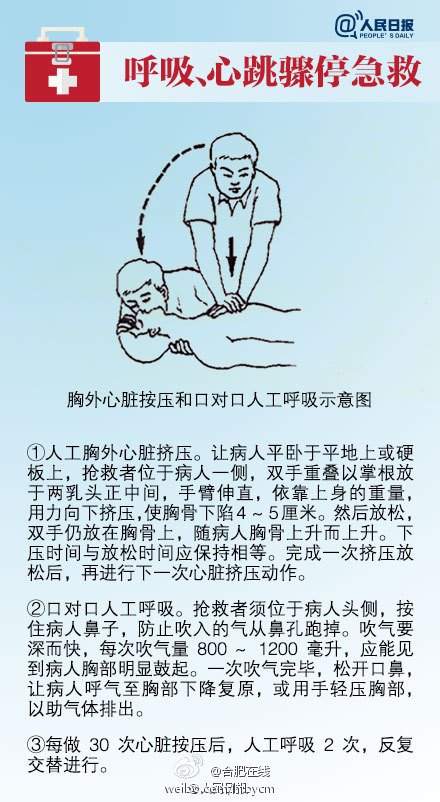 @人民日报
PEOPLE'S DAILY
呼吸、心跳骤停急救
胸外心脏按压和口对口人工呼吸示意图
①人工胸外心脏挤压。让病人平卧于平地上或硬
板上，抢救者位于病人一侧，双手重叠以掌根放
于两乳头正中间，手臂伸直，依靠上身的重量，
用力向下挤压，使胸骨下陷4～5厘米。然后放松，
双手仍放在胸骨上，随病人胸骨上升而上升。下
压时间与放松时间应保持相等。完成一次挤压放
松后，再进行下一次心脏挤压动作。
②口对口人工呼吸。抢救者须位于病人头侧，按
住病人鼻子，防止吹入的气从鼻孔跑掉。吹气要
深而快，每次吹气量 800 ～ 1200 毫升，应能见
到病人胸部明显鼓起。一次吹气完毕，松开口鼻，
让病人呼气至胸部下降复原，或用手轻压胸部，
以助气体排出。
③每做 30 次心脏按压后，人工呼吸 2 次，反复
交替进行。
@合肥在线
@人民日报